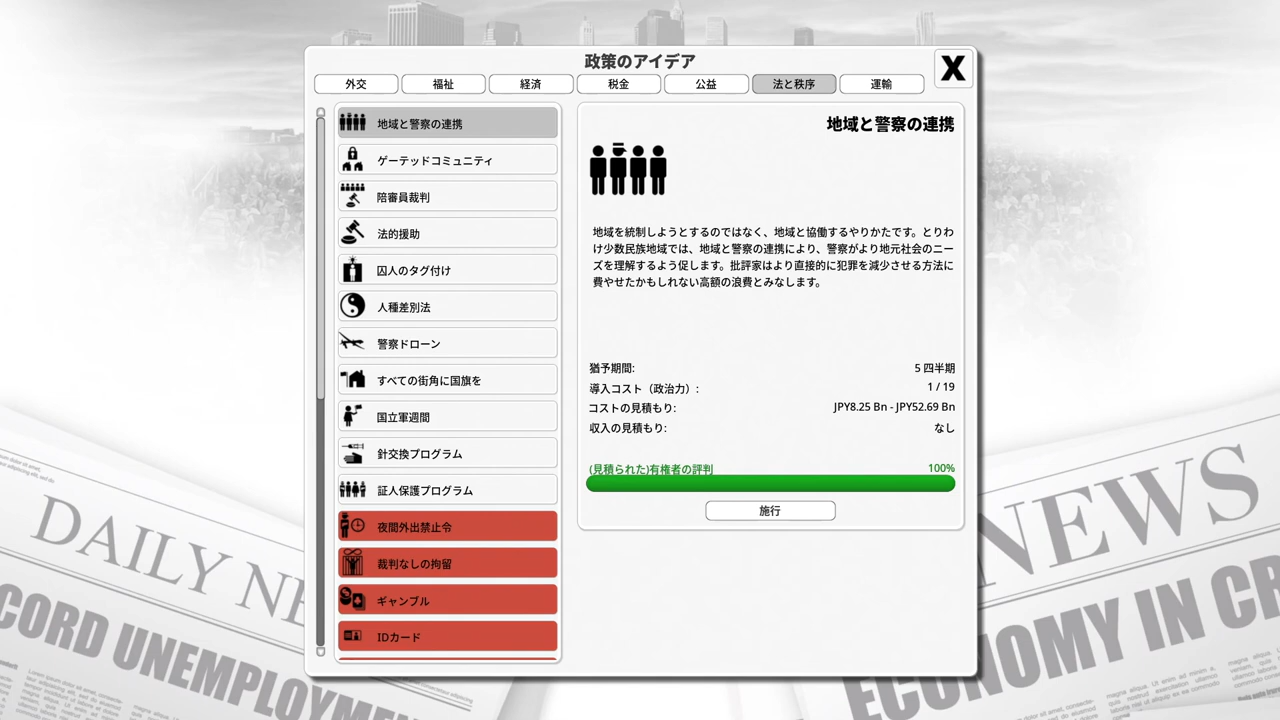 政策のアイデア
X
外交
福祉
経済
税金
公益
法と秩序
運輸
地域と警察の連携
ゲーテッドコミュニティ
陪審員裁判
法的援助
囚人のタグ付け
人種差別法
警察ドローン
すべての街角に国旗を
国立軍週間
針交換プログラム
証人保護プログラム
夜間外出禁止令
裁判なしの拘留
ギャンブル
IDカード
地域と警察の連携
地域を統制しようとするのではなく、地域と協働するやりかたです。とりわ
け少数民族地域では、地域と警察の連携により、警察がより地元社会のニー
ズを理解するよう促します。批評家はより直接的に犯罪を減少させる方法に
費やせたかもしれない高額の浪費とみなします。
猶予期間: 5 四半期
導入コスト（政治力）: 1 / 19
コストの見積もり: JPY8.25 Bn - JPY52.69 Bn
収入の見積もり: なし
(見積られた)有権者の評判 100%
施行
DAILY NE
CORD UNEMPLOYM
NEWS
ECONOMY IN CR